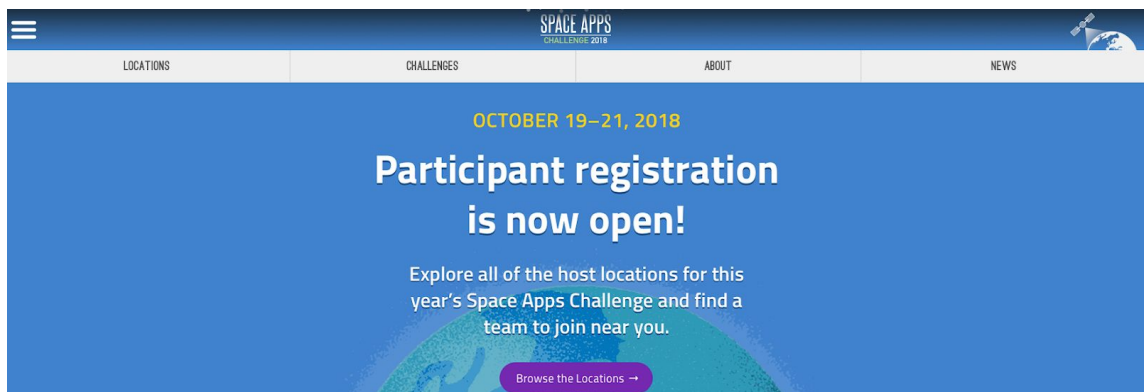 SPACE APPS
CHALLENGE 2018
LOCATIONS
CHALLENGES
ABOUT
NEWS
OCTOBER 19–21, 2018
Participant registration
is now open!
Explore all of the host locations for this
year's Space Apps Challenge and find a
team to join near you.
Browse the Locations →